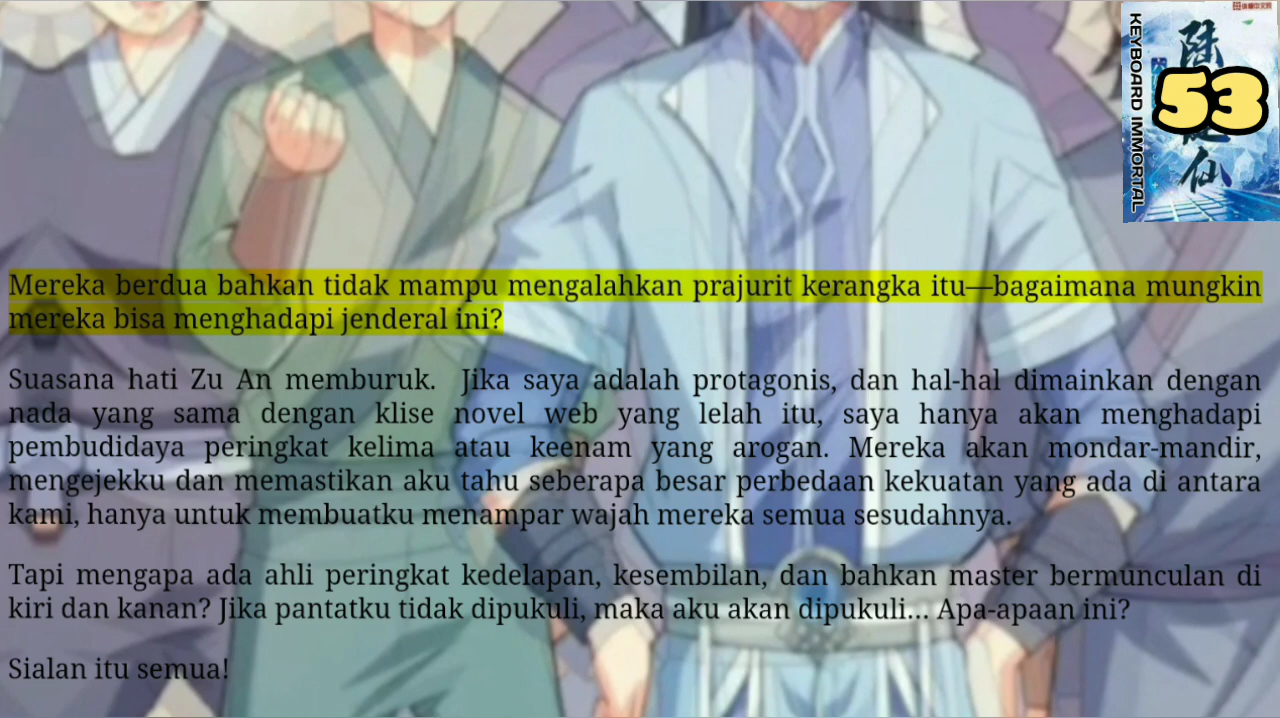 KEYBOARD IMMORTAL
53
Mereka berdua bahkan tidak mampu mengalahkan prajurit kerangka itu—bagaimana mungkin
mereka bisa menghadapi jenderal ini?
Suasana hati Zu An memburuk. Jika saya adalah protagonis, dan hal-hal dimainkan dengan
nada yang sama dengan klise novel web yang lelah itu, saya hanya akan menghadapi
pembudidaya peringkat kelima atau keenam yang arogan. Mereka akan mondar-mandir,
mengejekku dan memastikan aku tahu seberapa besar perbedaan kekuatan yang ada di antara
kami, hanya untuk membuatku menampar wajah mereka semua sesudahnya.
Tapi mengapa ada ahli peringkat kedelapan, kesembilan, dan bahkan master bermunculan di
kiri dan kanan? Jika pantatku tidak dipukuli, maka aku akan dipukuli... Apa-apaan ini?
Sialan itu semua!